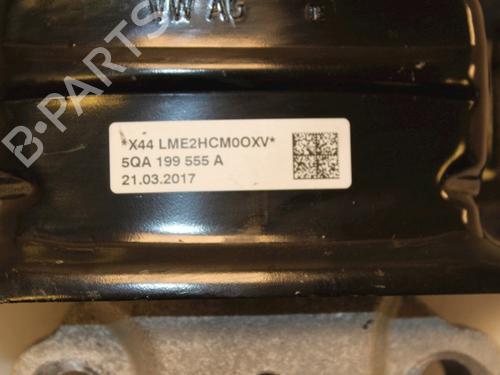 VW AG
*X44 LME2HCM0OXV*
5QA 199 555 A
21.03.2017
B-PARTS